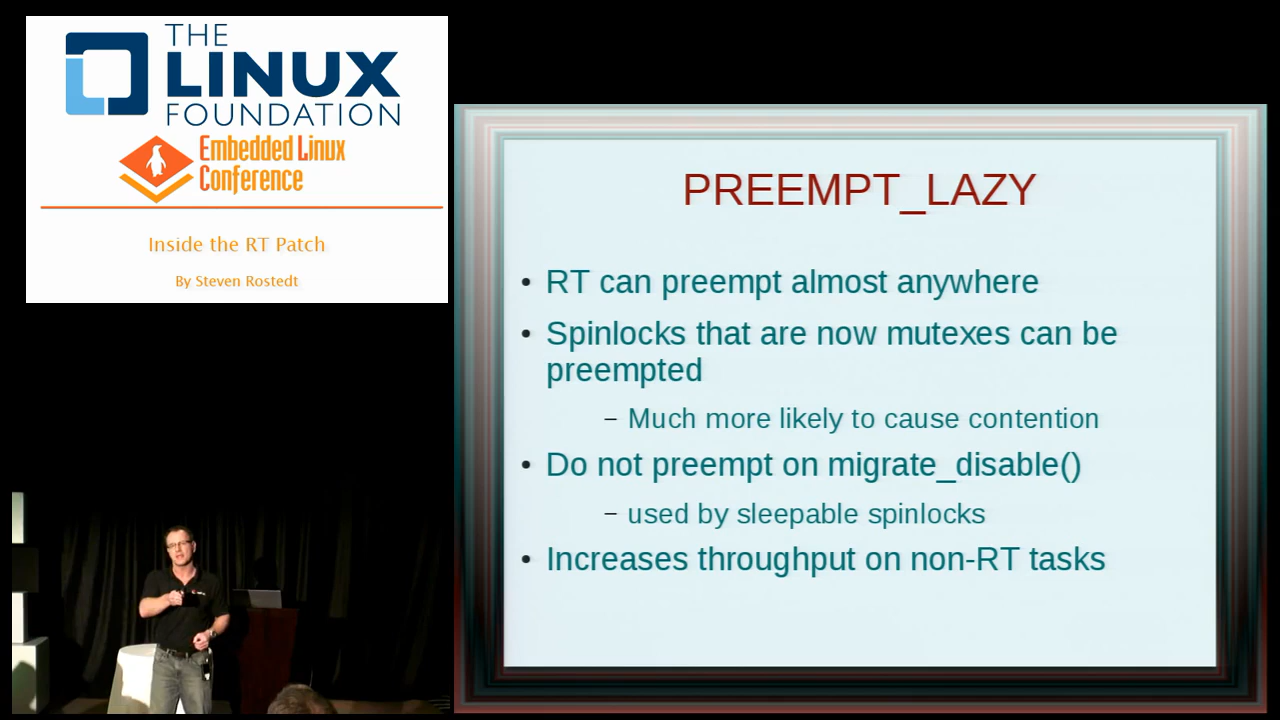 THE
LINUX
FOUNDATION
Embedded Linux
Conference
Inside the RT Patch
By Steven Rostedt
PREEMPT_LAZY
• RT can preempt almost anywhere
• Spinlocks that are now mutexes can be
preempted
– Much more likely to cause contention
• Do not preempt on migrate_disable()
– used by sleepable spinlocks
• Increases throughput on non-RT tasks